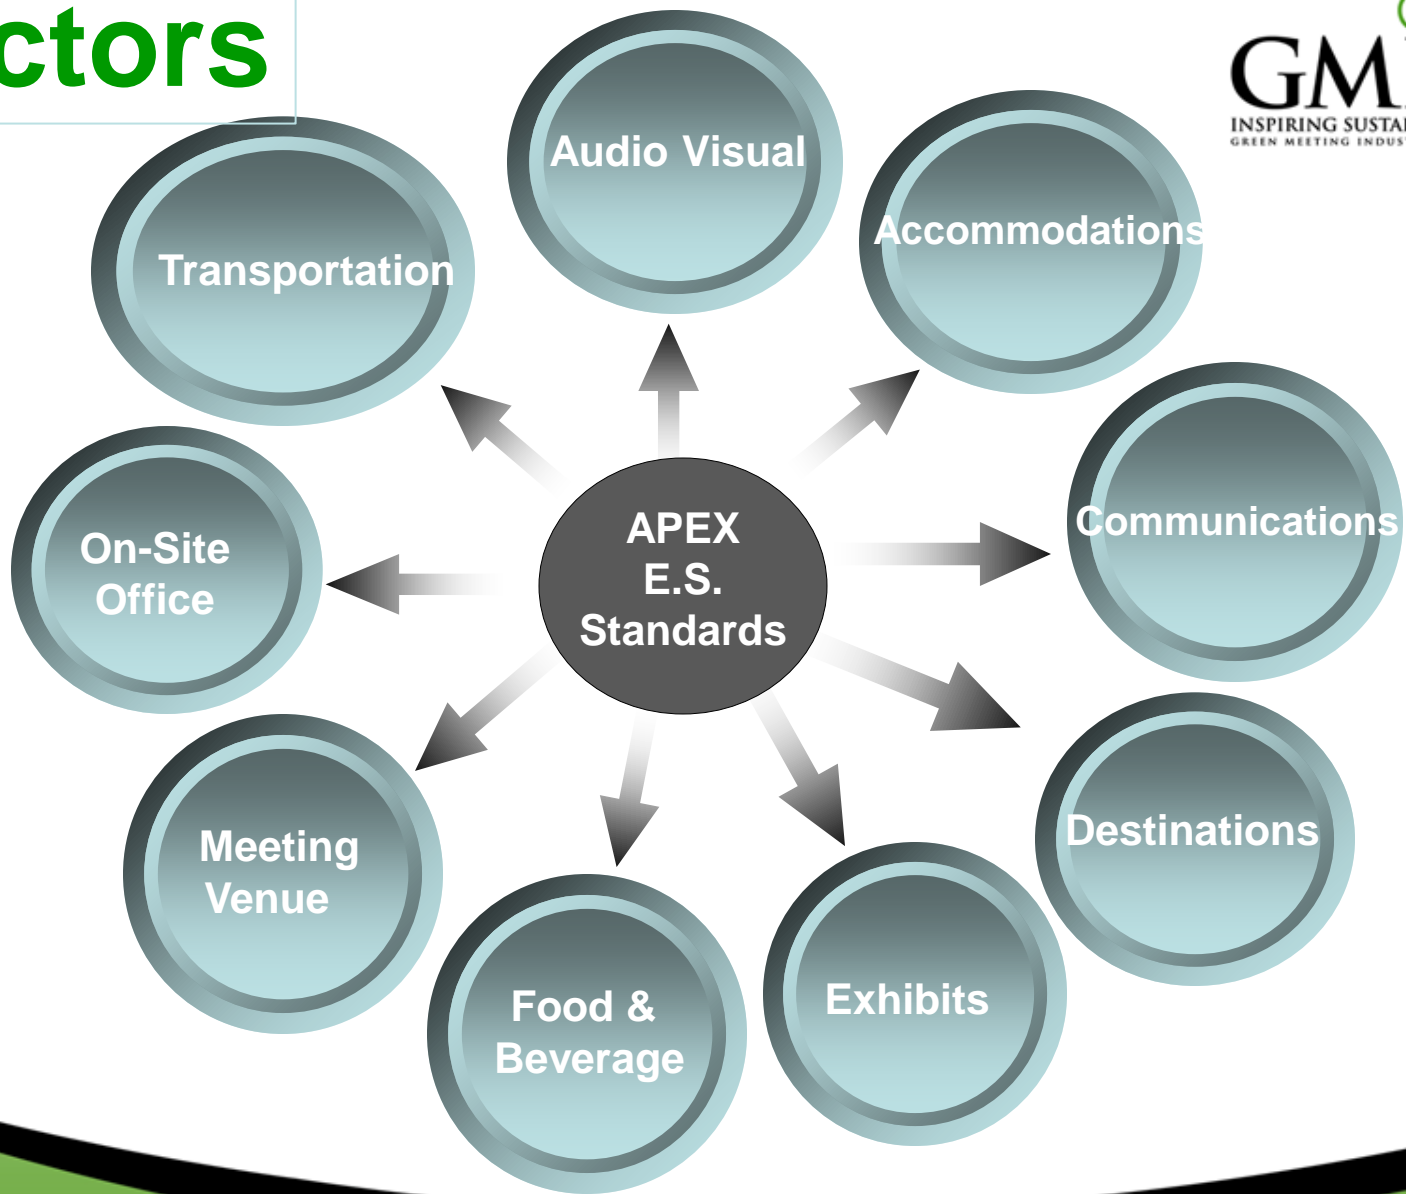 ctors
GM
INSPIRING SUSTA
GREEN MEETING INDUS
Audio Visual
Accommodations
Transportation
Communications
On-Site
Office
APEX
E.S.
Standards
Destinations
Meeting
Venue
Exhibits
Food &
Beverage